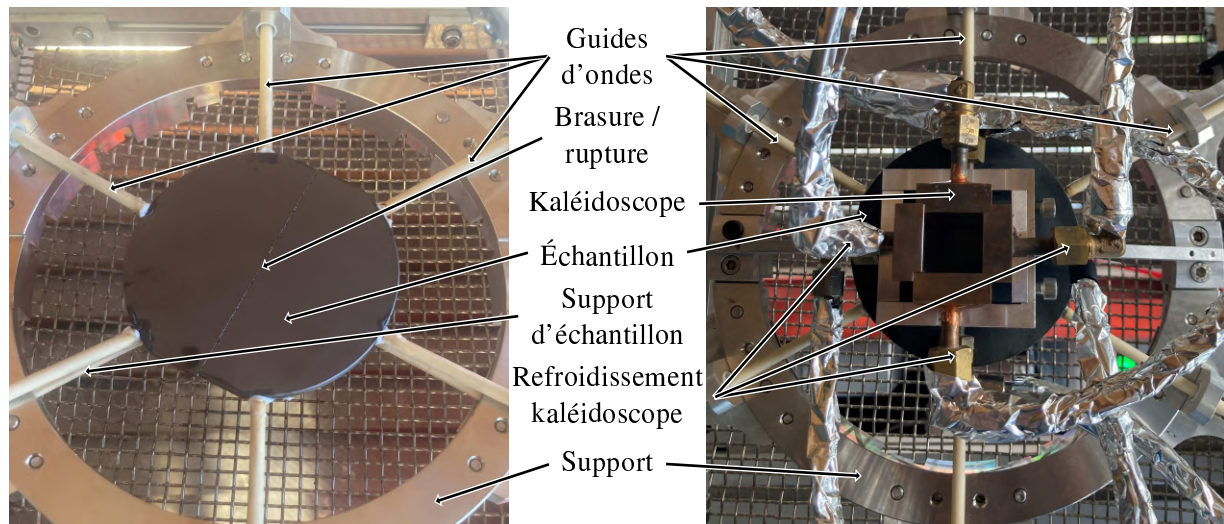 Guides
d'ondes
Brasure /
rupture
Kaléidoscope
Échantillon
Support
d'échantillon
Refroidissement
kaléidoscope
Support